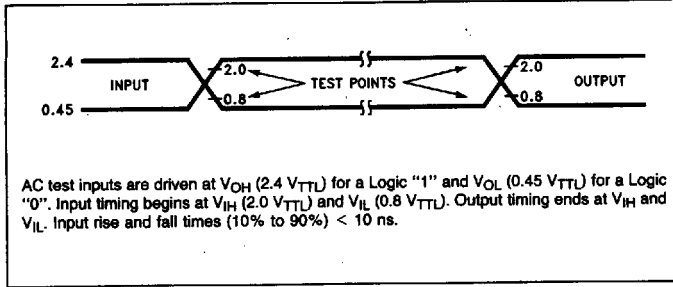 2.4
2.0
2.0
INPUT
TEST POINTS
OUTPUT
0.8
0.8
0.45
AC test inputs are driven at VOH (2.4 VTTL) for a Logic “1” and VOL (0.45 VTTL) for a Logic
“0”. Input timing begins at VIH (2.0 VTTL) and VIL (0.8 VTTL). Output timing ends at VIH and
VIL. Input rise and fall times (10% to 90%) < 10 ns.